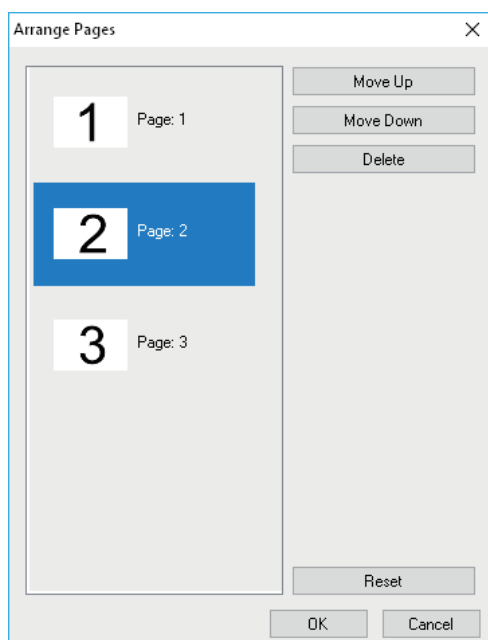 Arrange Pages
1 Page: 1
2 Page: 2
3 Page: 3
Move Up
Move Down
Delete
Reset
OK Cancel